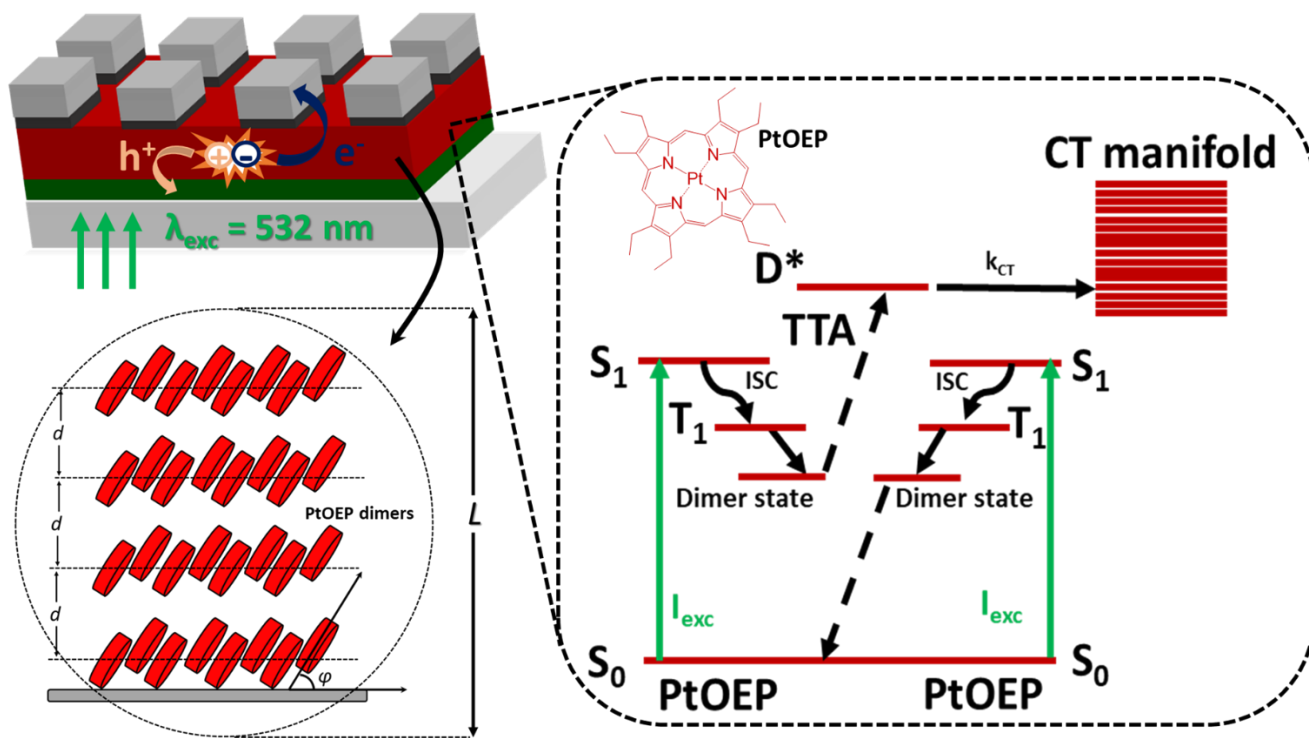 h⁺
+
-
e⁻
λexc = 532 nm
d
d
d
PtOEP dimers
L
φ
PtOEP
N
N
Pt
N
N
CT manifold
D*
kCT
TTA
S₁
ISC
ISC
S₁
T₁
T₁
Dimer state
Dimer state
Iexc
Iexc
S₀
S₀
PtOEP
PtOEP